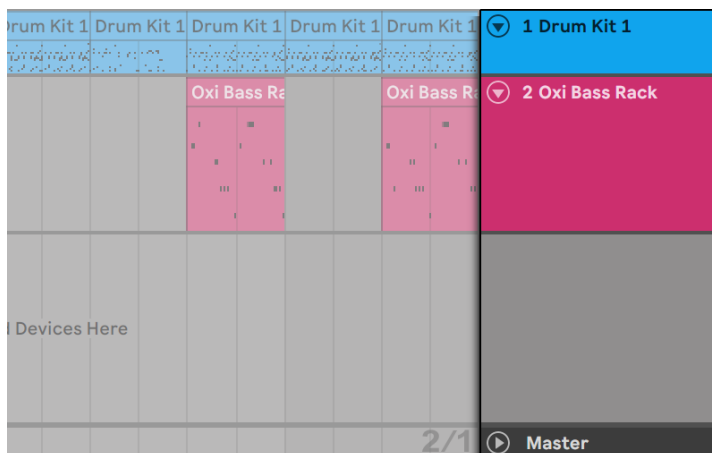 Drum Kit 1 Drum Kit 1 Drum Kit 1 Drum Kit 1 Drum Kit 1 1 Drum Kit 1
Oxi Bass Ra Oxi Bass Ra 2 Oxi Bass Rack
Devices Here
2/1 Master